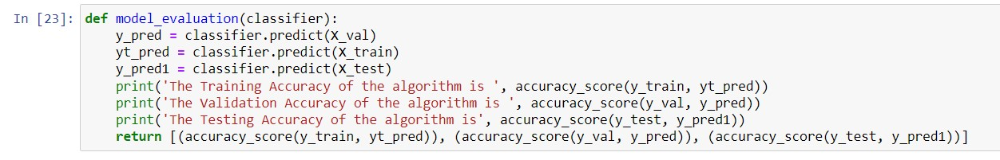 In [23]: def model_evaluation(classifier):
    y_pred = classifier.predict(X_val)
    yt_pred = classifier.predict(X_train)
    y_pred1 = classifier.predict(X_test)
    print('The Training Accuracy of the algorithm is ', accuracy_score(y_train, yt_pred))
    print('The Validation Accuracy of the algorithm is ', accuracy_score(y_val, y_pred))
    print('The Testing Accuracy of the algorithm is', accuracy_score(y_test, y_pred1))
    return [(accuracy_score(y_train, yt_pred)), (accuracy_score(y_val, y_pred)), (accuracy_score(y_test, y_pred1))]